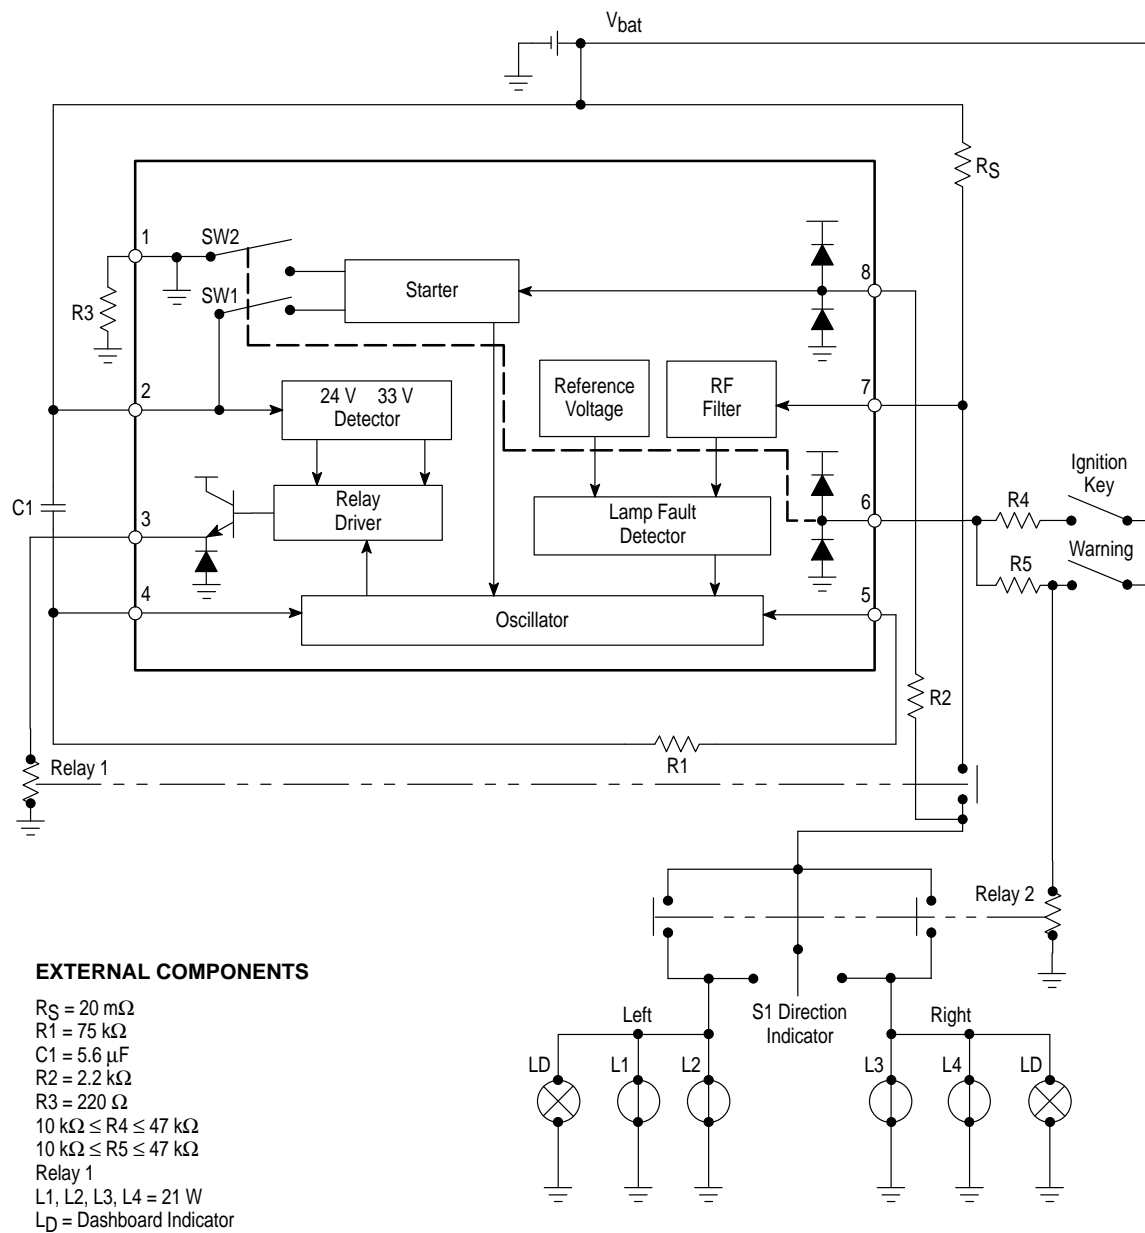 Vbat
RS
1
SW2
R3
SW1
Starter
8
2
24 V 33 V
Detector
Reference
Voltage
RF
Filter
7
C1
3
Relay
Driver
Lamp Fault
Detector
6
R4
Ignition
Key
R5
Warning
4
Oscillator
5
R2
R1
Relay 1
Relay 2
S1 Direction
Indicator
Left
Right
LD
L1
L2
L3
L4
LD
EXTERNAL COMPONENTS
RS = 20 mΩ
R1 = 75 kΩ
C1 = 5.6 μF
R2 = 2.2 kΩ
R3 = 220 Ω
10 kΩ ≤ R4 ≤ 47 kΩ
10 kΩ ≤ R5 ≤ 47 kΩ
Relay 1
L1, L2, L3, L4 = 21 W
LD = Dashboard Indicator